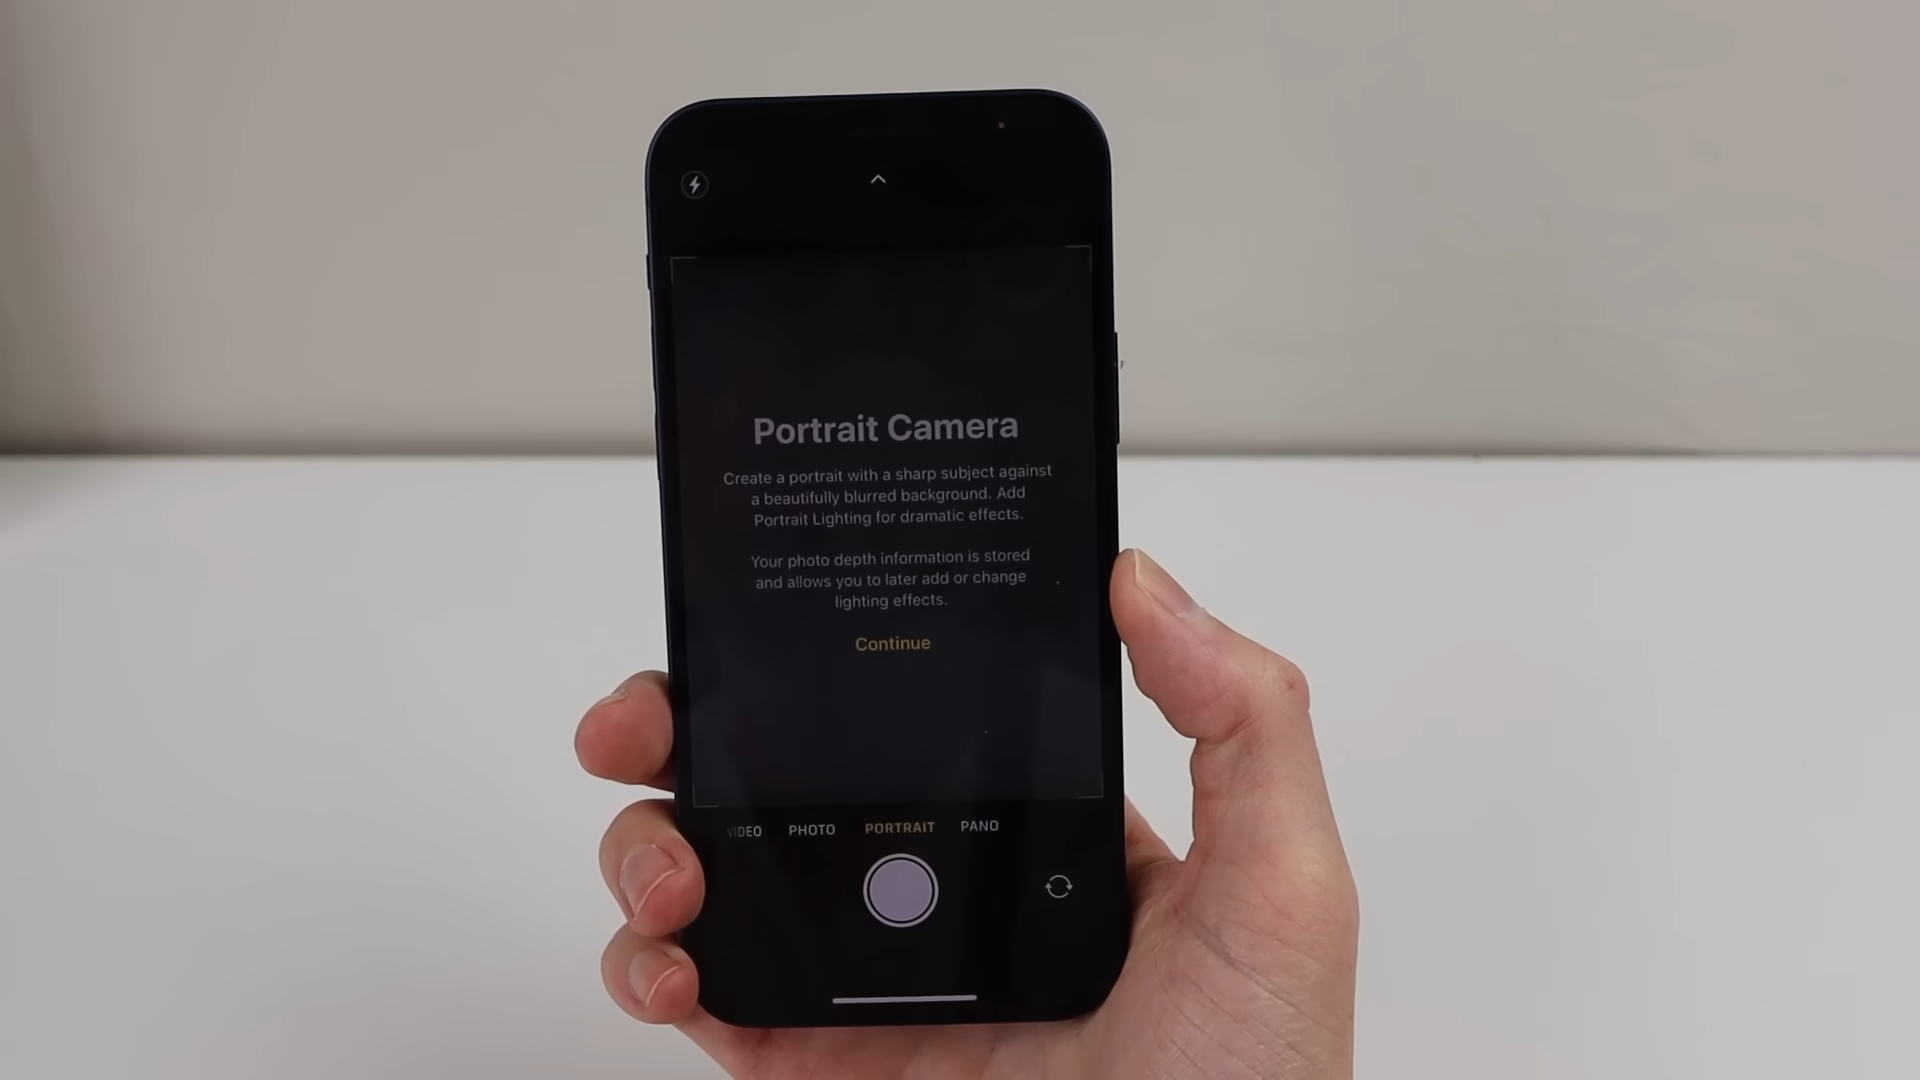 Portrait Camera
Create a portrait with a sharp subject against
a beautifully blurred background. Add
Portrait Lighting for dramatic effects.
Your photo depth information is stored
and allows you to later add or change
lighting effects.
Continue
VIDEO PHOTO PORTRAIT PANO